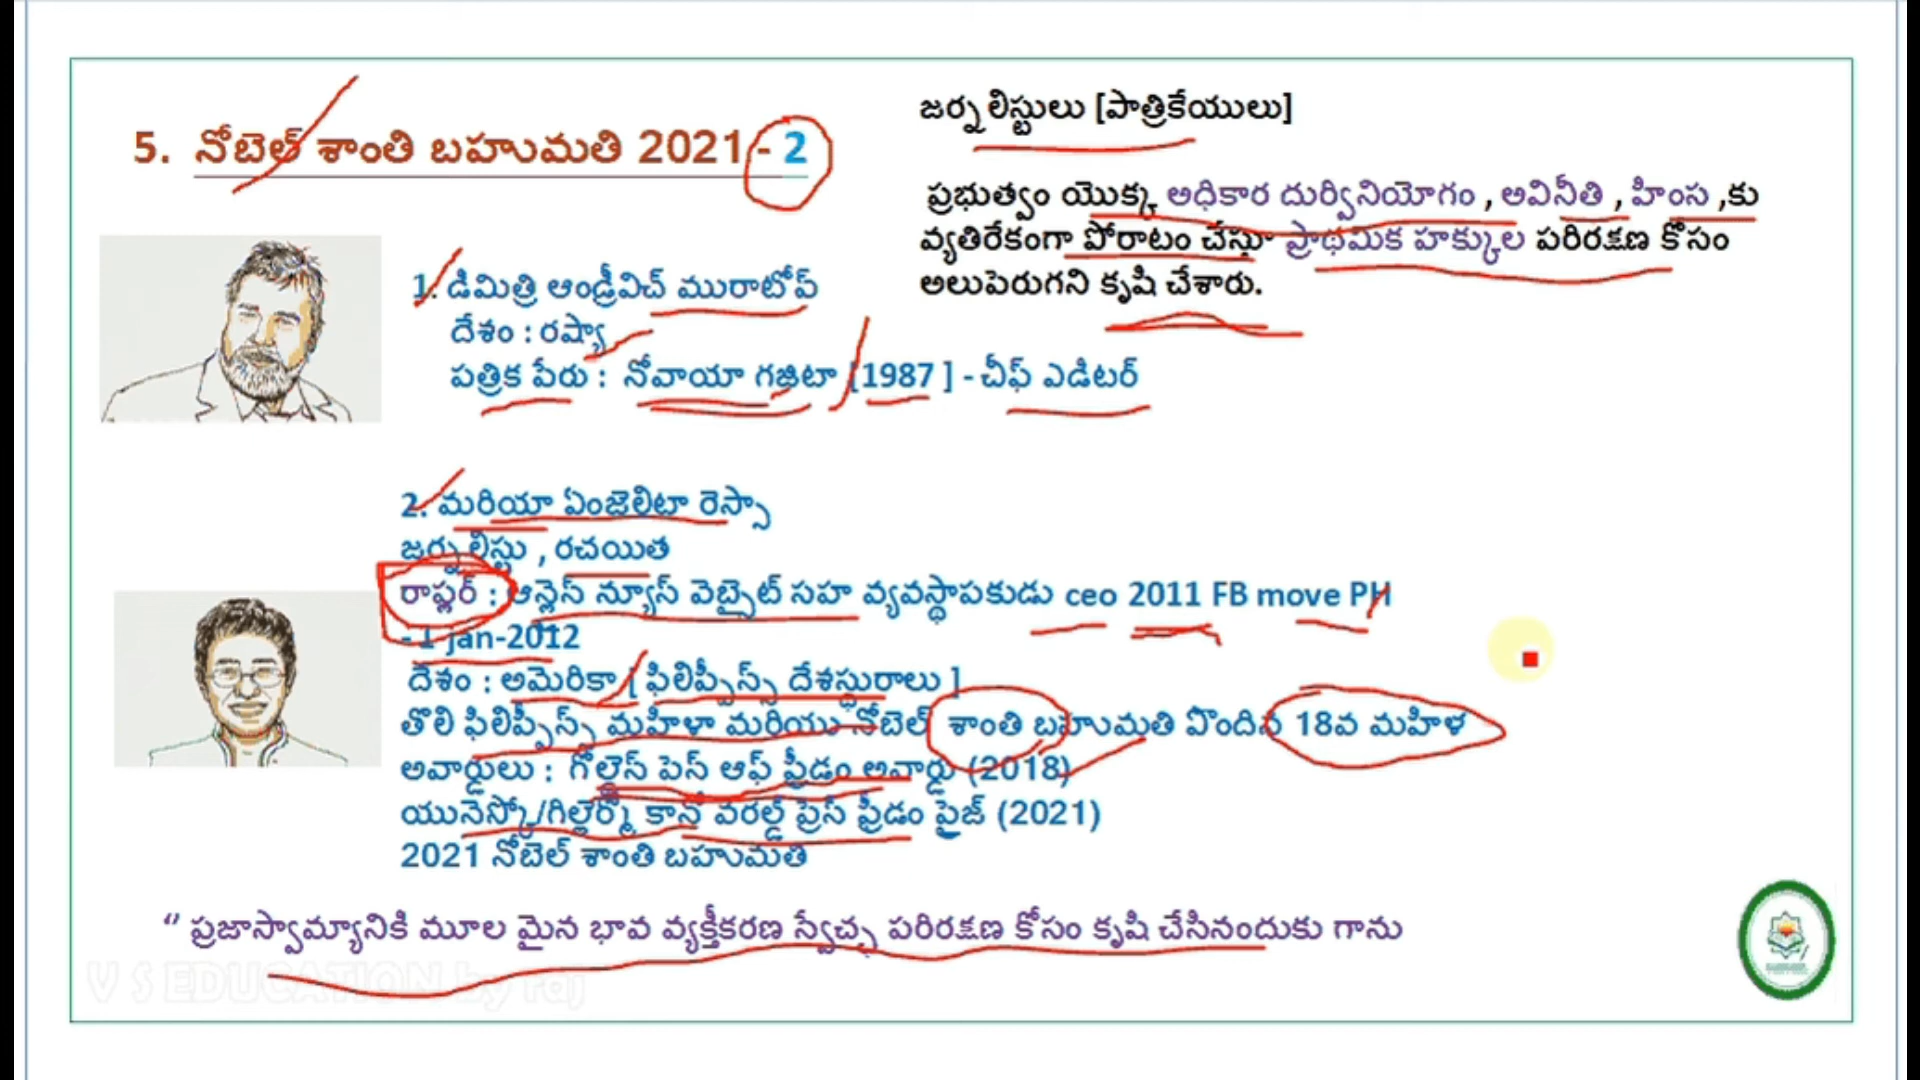 5. నోబెల్ శాంతి బహుమతి 2021 - 2
జర్నలిస్టులు [పాత్రికేయులు]
ప్రభుత్వం యొక్క అధికార దుర్వినియోగం , అవినీతి , హింస ,కు
వ్యతిరేకంగా పోరాటం చేస్తూ ప్రాథమిక హక్కుల పరిరక్షణ కోసం
అలుపెరుగని కృషి చేశారు.
1. డిమిత్రి ఆండ్రీవిచ్ మురాటోవ్
దేశం : రష్యా
పత్రిక పేరు : నోవాయా గజిటా [1987 ] - చీఫ్ ఎడిటర్
2. మరియా ఏంజెలిటా రెస్సా
జర్నలిస్టు , రచయిత
రాప్లర్ : ఆన్లైన్ న్యూస్ వెబ్సైట్ సహ వ్యవస్థాపకుడు ceo 2011 FB move PH
- 1 jan-2012
దేశం : అమెరికా [ ఫిలిప్పీన్స్ దేశస్థురాలు ]
తొలి ఫిలిప్పీన్స్ మహిళా మరియు నోబెల్ శాంతి బహుమతి పొందిన 18వ మహిళ
అవార్డులు : గోల్డెన్ పెన్ ఆఫ్ ఫ్రీడం అవార్డు (2018)
యునెస్కో/గిల్లెర్మో కానో వరల్డ్ ప్రెస్ ఫ్రీడం ప్రైజ్ (2021)
2021 నోబెల్ శాంతి బహుమతి
“ ప్రజాస్వామ్యానికి మూల మైన భావ వ్యక్తీకరణ స్వేచ్ఛ పరిరక్షణ కోసం కృషి చేసినందుకు గాను
V S EDUCATION by raj